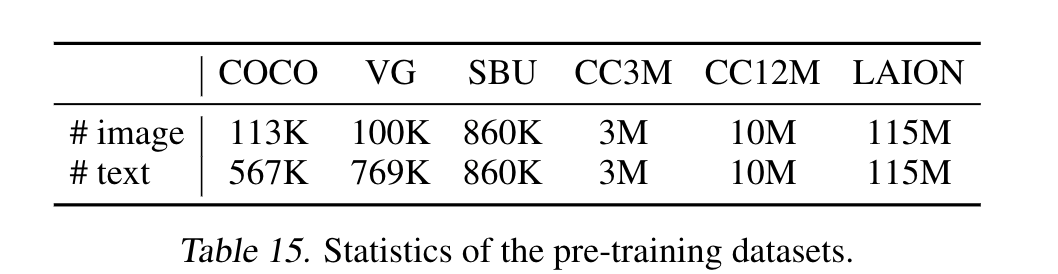 COCO VG SBU CC3M CC12M LAION
# image 113K 100K 860K 3M 10M 115M
# text 567K 769K 860K 3M 10M 115M
Table 15. Statistics of the pre-training datasets.